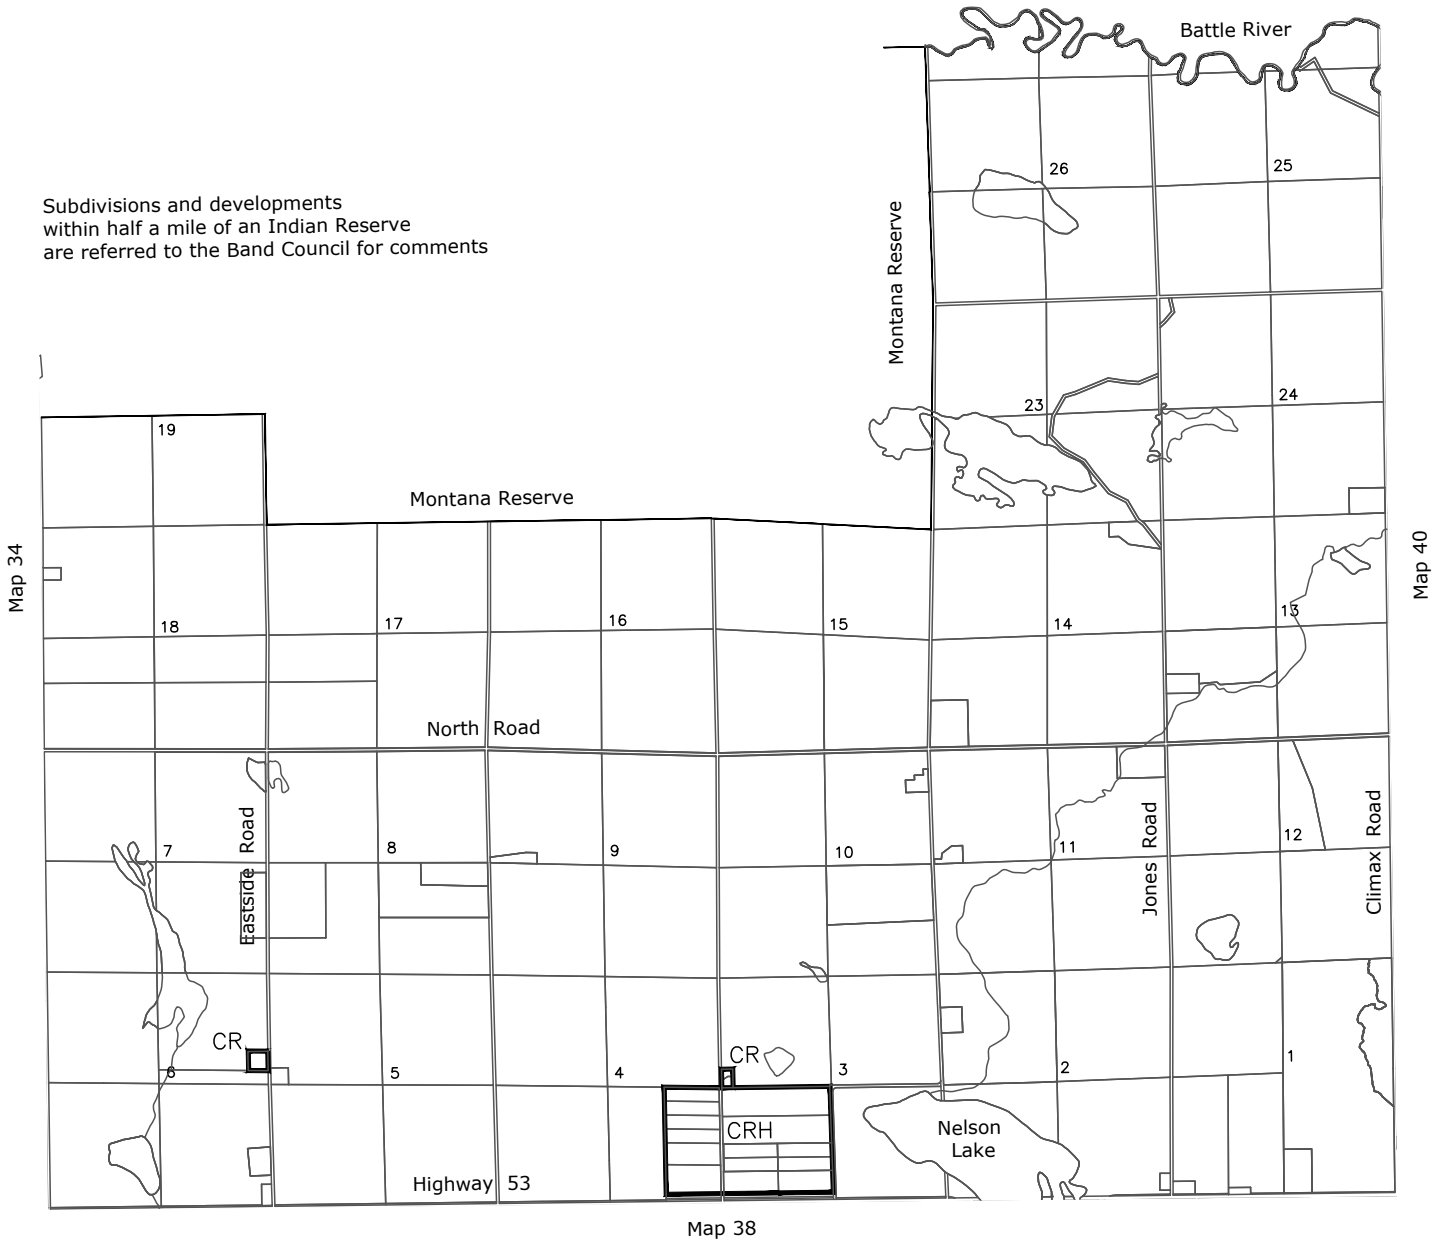 Battle River
26
25
Subdivisions and developments
within half a mile of an Indian Reserve
are referred to the Band Council for comments
Montana Reserve
23
24
19
Montana Reserve
Map 34
Map 40
18
17
16
15
14
13
North Road
Eastside Road
Jones Road
Climax Road
7
8
9
10
11
12
CR
CR
6
5
4
3
2
1
CRH
Nelson
Lake
Highway 53
Map 38